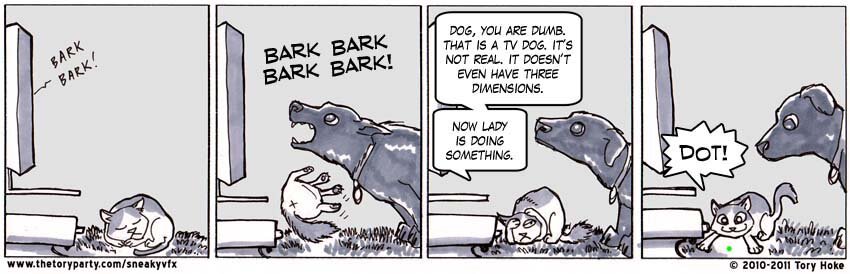 BARK
BARK!
BARK BARK
BARK BARK!
DOG, YOU ARE DUMB.
THAT IS A TV DOG. IT'S
NOT REAL. IT DOESN'T
EVEN HAVE THREE
DIMENSIONS.
NOW LADY
IS DOING
SOMETHING.
DOT!
www.thetoryparty.com/sneakyvfx
© 2010-2011 Tory Hoke